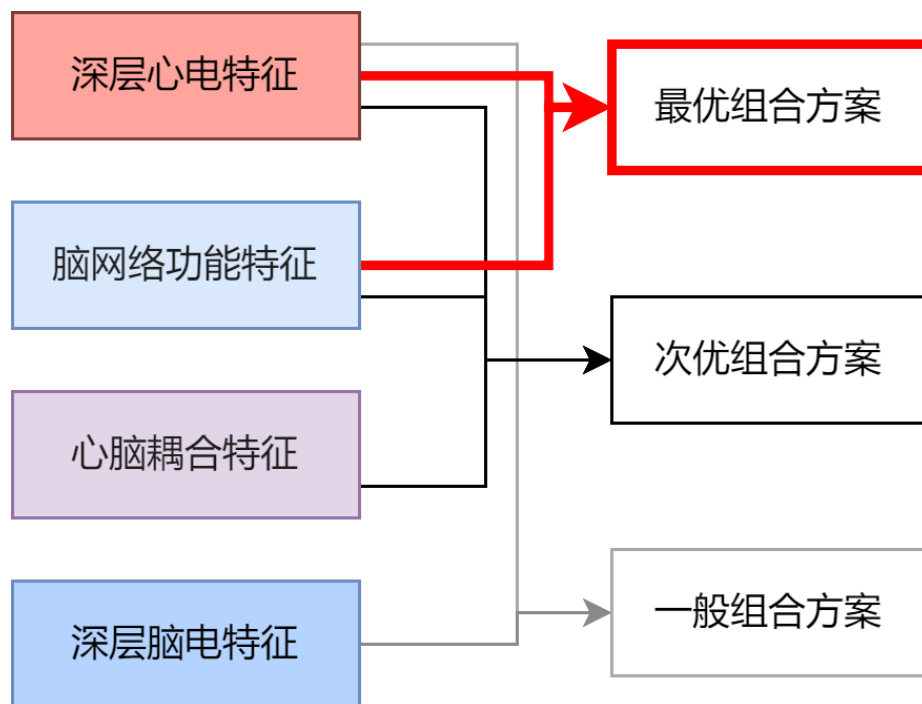 深层心电特征
脑网络功能特征
心脑耦合特征
深层脑电特征
最优组合方案
次优组合方案
一般组合方案